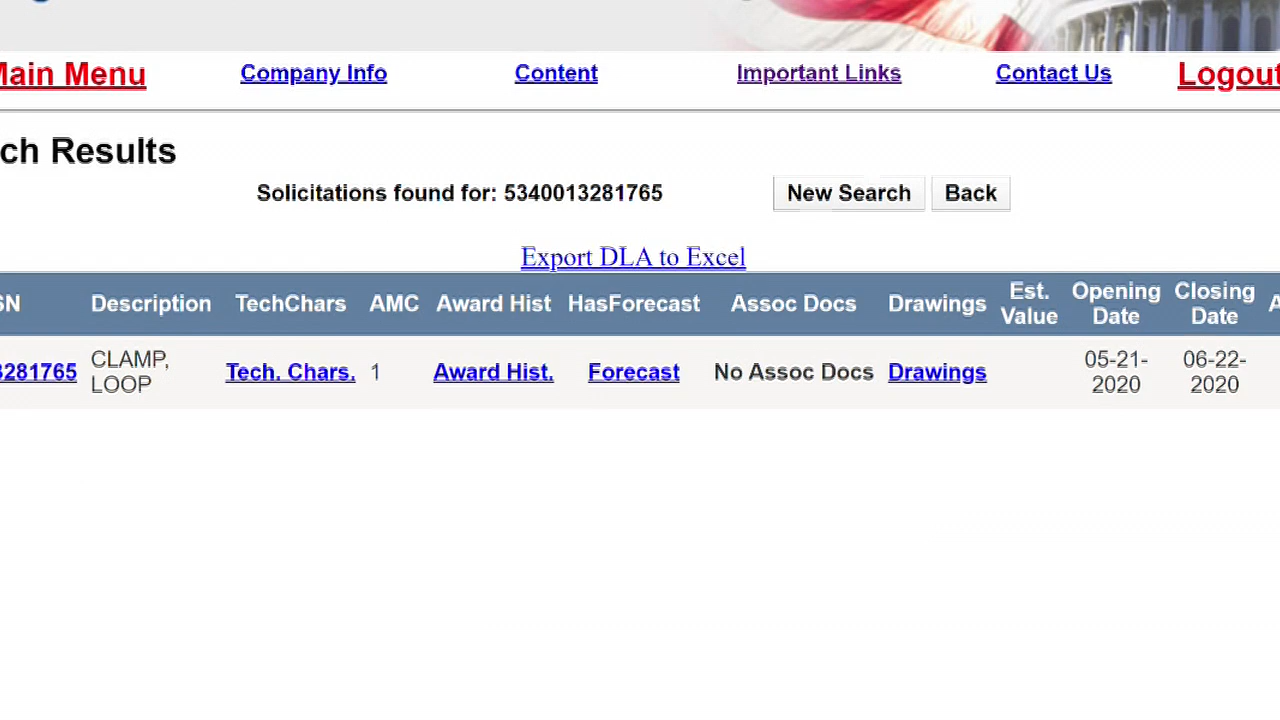 Main Menu Company Info Content Important Links Contact Us Logout
ch Results
Solicitations found for: 5340013281765 New Search Back
Export DLA to Excel
SN Description TechChars AMC Award Hist HasForecast Assoc Docs Drawings Est. Value Opening Date Closing Date A
3281765 CLAMP, LOOP Tech. Chars. 1 Award Hist. Forecast No Assoc Docs Drawings 05-21-2020 06-22-2020